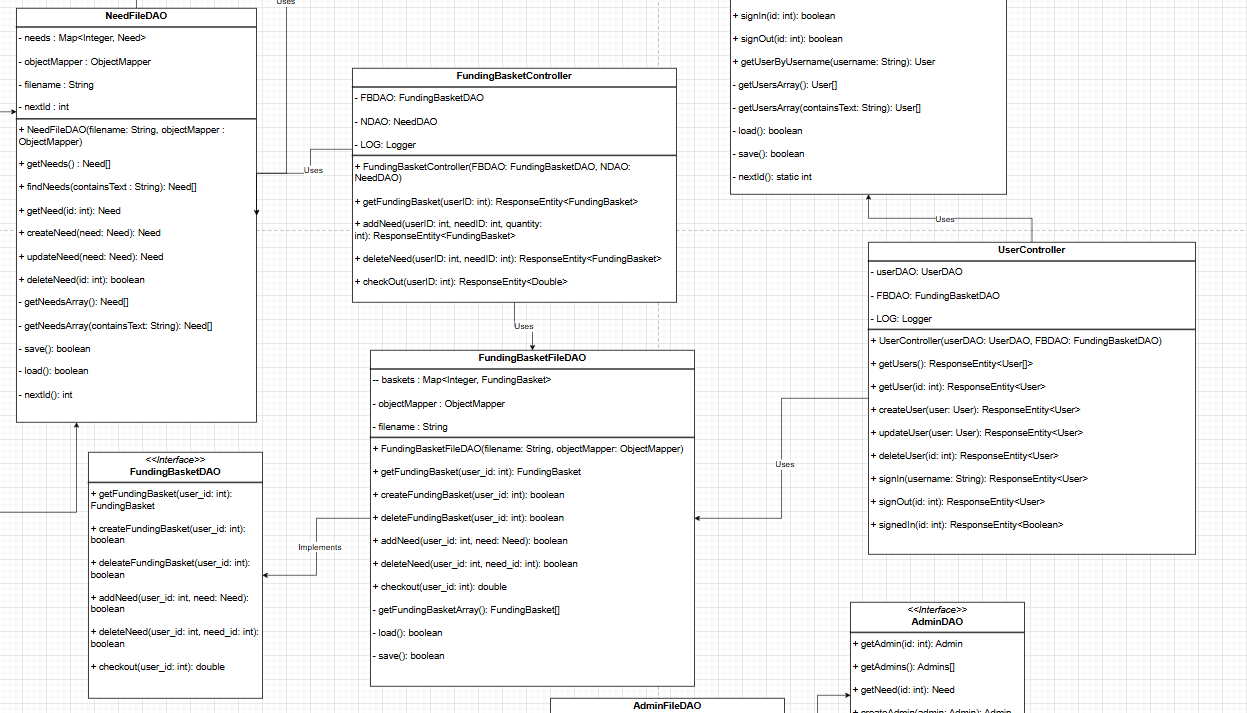 NeedFileDAO
- needs : Map<Integer, Need>
- objectMapper : ObjectMapper
- filename : String
- nextId : int
+ NeedFileDAO(filename: String, objectMapper :
ObjectMapper)
+ getNeeds() : Need[]
+ findNeeds(containsText : String): Need[]
+ getNeed(id: int): Need
+ createNeed(need: Need): Need
+ updateNeed(need: Need): Need
+ deleteNeed(id: int): boolean
- getNeedsArray(): Need[]
- getNeedsArray(containsText: String): Need[]
- save(): boolean
- load(): boolean
- nextId(): int
Uses
FundingBasketController
- FBDAO: FundingBasketDAO
- NDAO: NeedDAO
- LOG: Logger
+ FundingBasketController(FBDAO: FundingBasketDAO, NDAO:
NeedDAO)
+ getFundingBasket(userID: int): ResponseEntity<FundingBasket>
+ addNeed(userID: int, needID: int, quantity:
int): ResponseEntity<FundingBasket>
+ deleteNeed(userID: int, needID: int): ResponseEntity<FundingBasket>
+ checkOut(userID: int): ResponseEntity<Double>
Uses
Uses
+ signIn(id: int): boolean
+ signOut(id: int): boolean
+ getUserByUsername(username: String): User
- getUsersArray(): User[]
- getUsersArray(containsText: String): User[]
- load(): boolean
- save(): boolean
- nextId(): static int
Uses
UserController
- userDAO: UserDAO
- FBDAO: FundingBasketDAO
- LOG: Logger
+ UserController(userDAO: UserDAO, FBDAO: FundingBasketDAO)
+ getUsers(): ResponseEntity<User[]>
+ getUser(id: int): ResponseEntity<User>
+ createUser(user: User): ResponseEntity<User>
+ updateUser(user: User): ResponseEntity<User>
+ deleteUser(id: int): ResponseEntity<User>
+ signIn(username: String): ResponseEntity<User>
+ signOut(id: int): ResponseEntity<User>
+ signedIn(id: int): ResponseEntity<Boolean>
Uses
FundingBasketFileDAO
-- baskets : Map<Integer, FundingBasket>
- objectMapper : ObjectMapper
- filename : String
+ FundingBasketFileDAO(filename: String, objectMapper: ObjectMapper)
+ getFundingBasket(user_id: int): FundingBasket
+ createFundingBasket(user_id: int): boolean
+ deleteFundingBasket(user_id: int): boolean
+ addNeed(user_id: int, need: Need): boolean
+ deleteNeed(user_id: int, need_id: int): boolean
+ checkout(user_id: int): double
- getFundingBasketArray(): FundingBasket[]
- load(): boolean
- save(): boolean
Implements
<<Interface>>
FundingBasketDAO
+ getFundingBasket(user_id: int):
FundingBasket
+ createFundingBasket(user_id: int):
boolean
+ deleateFundingBasket(user_id: int):
boolean
+ addNeed(user_id: int, need: Need):
boolean
+ deleteNeed(user_id: int, need_id: int):
boolean
+ checkout(user_id: int): double
AdminFileDAO
<<Interface>>
AdminDAO
+ getAdmin(id: int): Admin
+ getAdmins(): Admins[]
+ getNeed(id: int): Need
+ createAdmin(admin: Admin): Admin